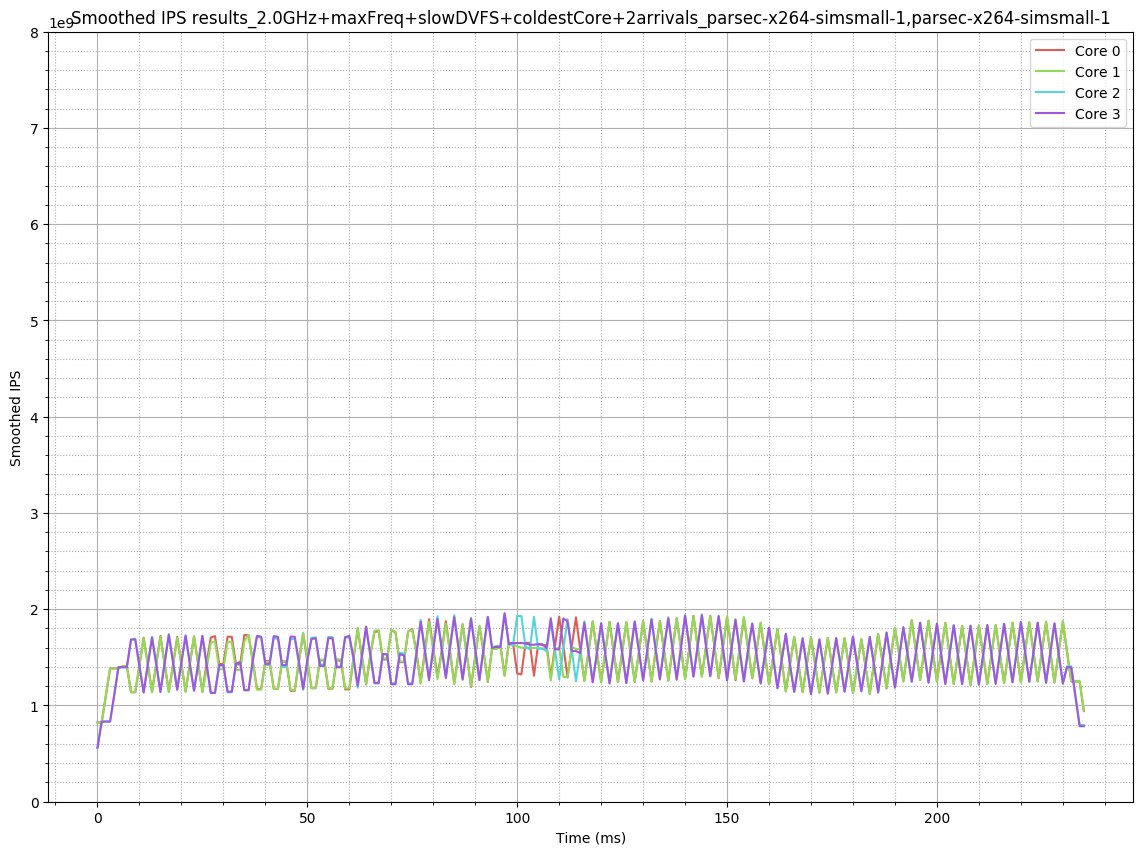 Smoothed IPS results_2.0GHz+maxFreq+slowDVFS+coldestCore+2arrivals_parsec-x264-simsmall-1,parsec-x264-simsmall-1
1e9
8
7
6
5
4
3
2
1
0
Smoothed IPS
Core 0
Core 1
Core 2
Core 3
0 50 100 150 200
Time (ms)